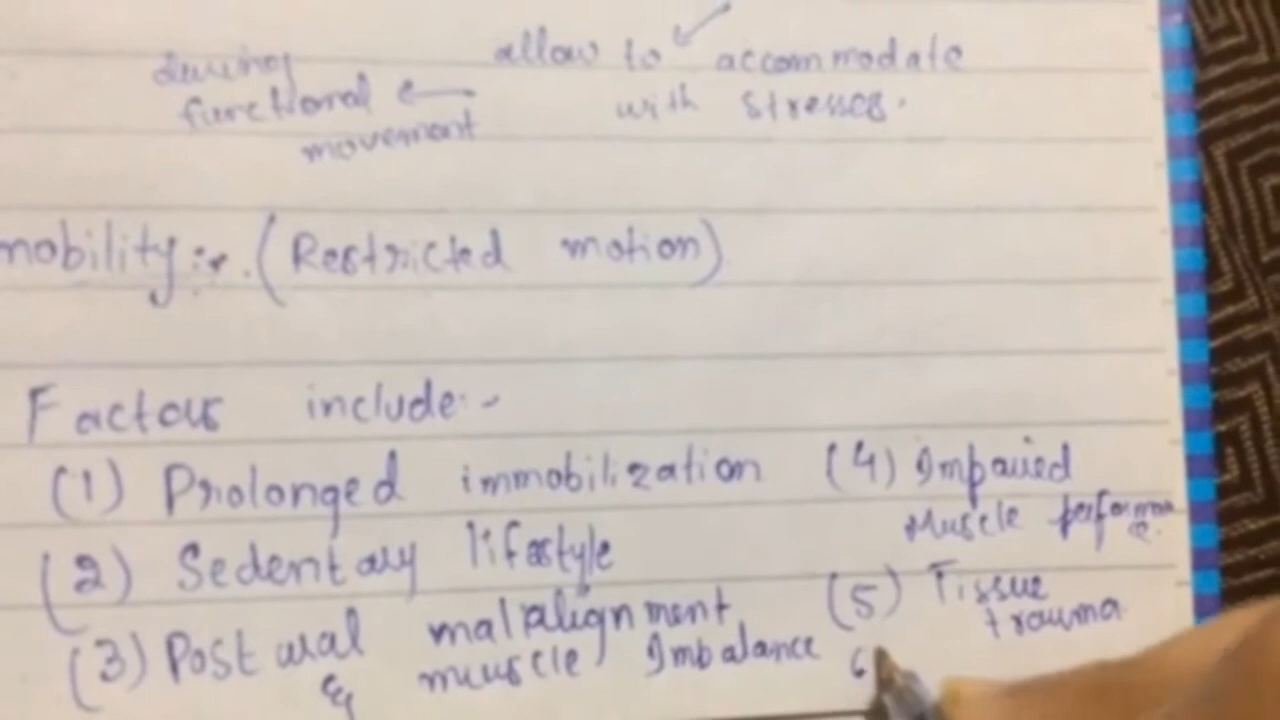 allow to accommodate
with stresses.
during
functional
movement
mobility:- (Restricted motion)
Factors include:-
(1) Prolonged immobilization
(2) Sedentary lifestyle
(3) Postural malalignment
& muscle Imbalance
(4) Impaired
Muscle performance.
(5) Tissue
trauma
6